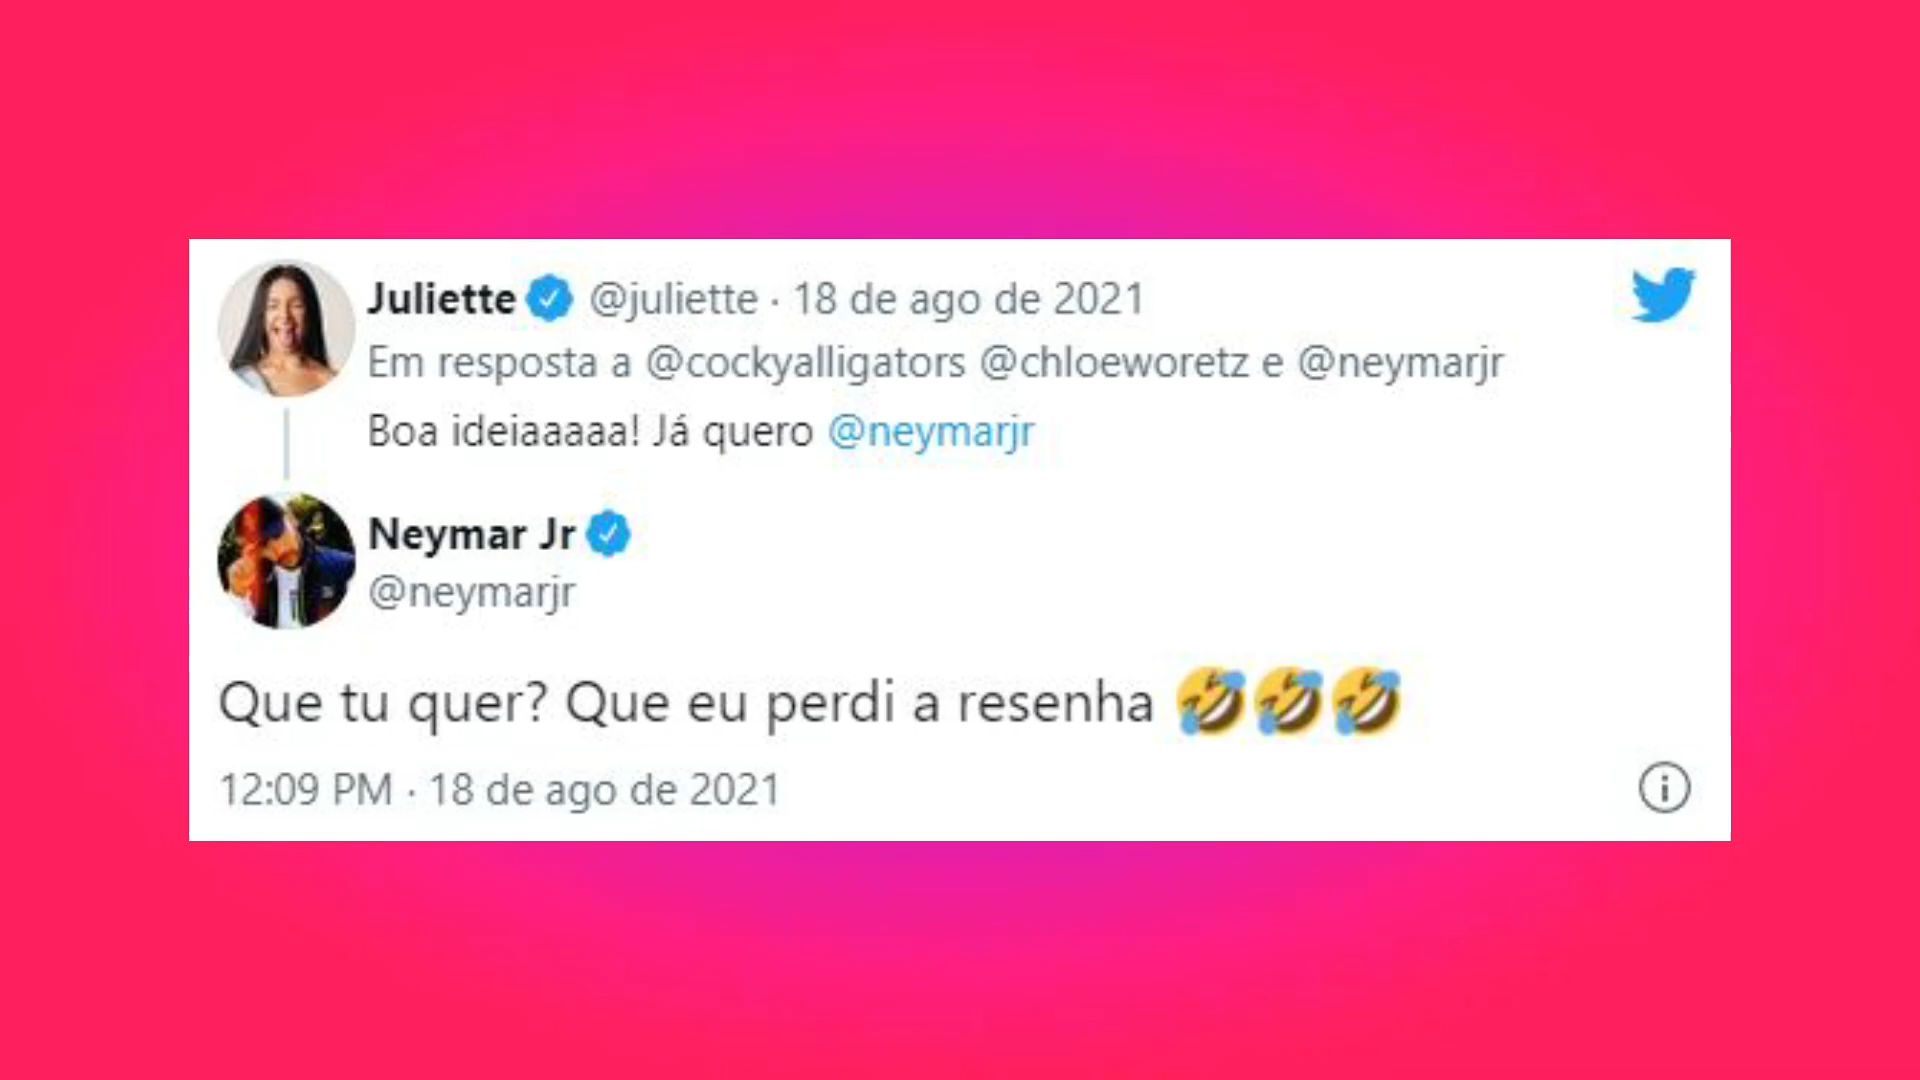 Juliette @juliette · 18 de ago de 2021
Em resposta a @cockyalligators @chloeworetz e @neymarjr
Boa ideiaaaaa! Já quero @neymarjr
Neymar Jr
@neymarjr
Que tu quer? Que eu perdi a resenha 🤣🤣🤣
12:09 PM · 18 de ago de 2021